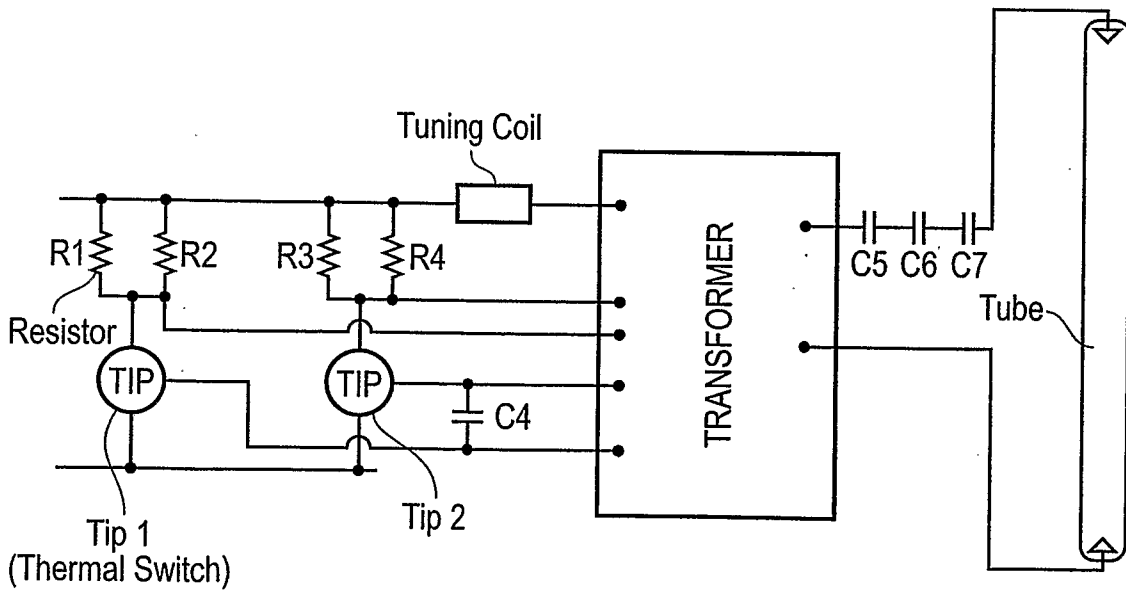 Tuning Coil
R1
R2
R3
R4
Resistor
TIP
TIP
C4
TRANSFORMER
C5
C6
C7
Tube
Tip 1
(Thermal Switch)
Tip 2